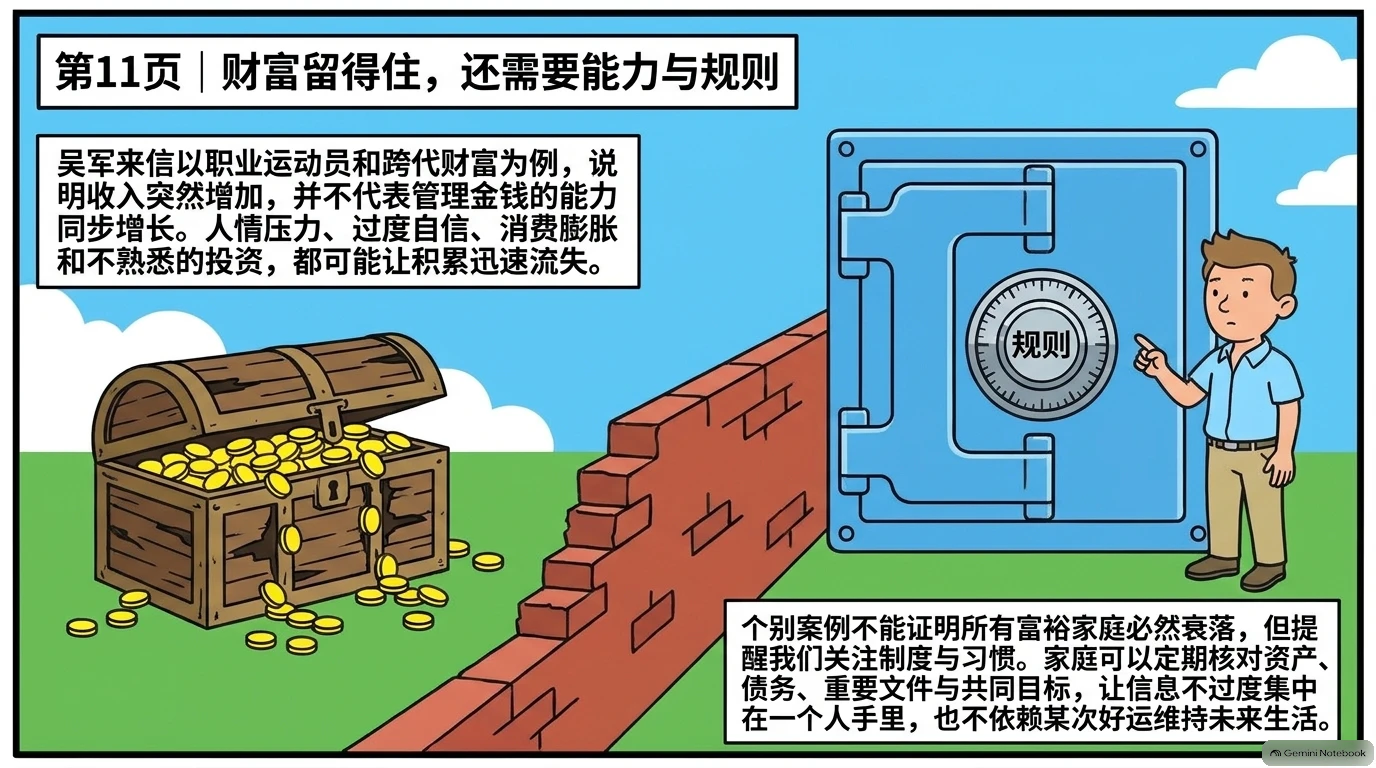 第11页｜财富留得住，还需要能力与规则
吴军来信以职业运动员和跨代财富为例，说
明收入突然增加，并不代表管理金钱的能力
同步增长。人情压力、过度自信、消费膨胀
和不熟悉的投资，都可能让积累迅速流失。
规则
个别案例不能证明所有富裕家庭必然衰落，但提
醒我们关注制度与习惯。家庭可以定期核对资产、
债务、重要文件与共同目标，让信息不过度集中
在一个人手里，也不依赖某次好运维持未来生活。
Gemini Notebook